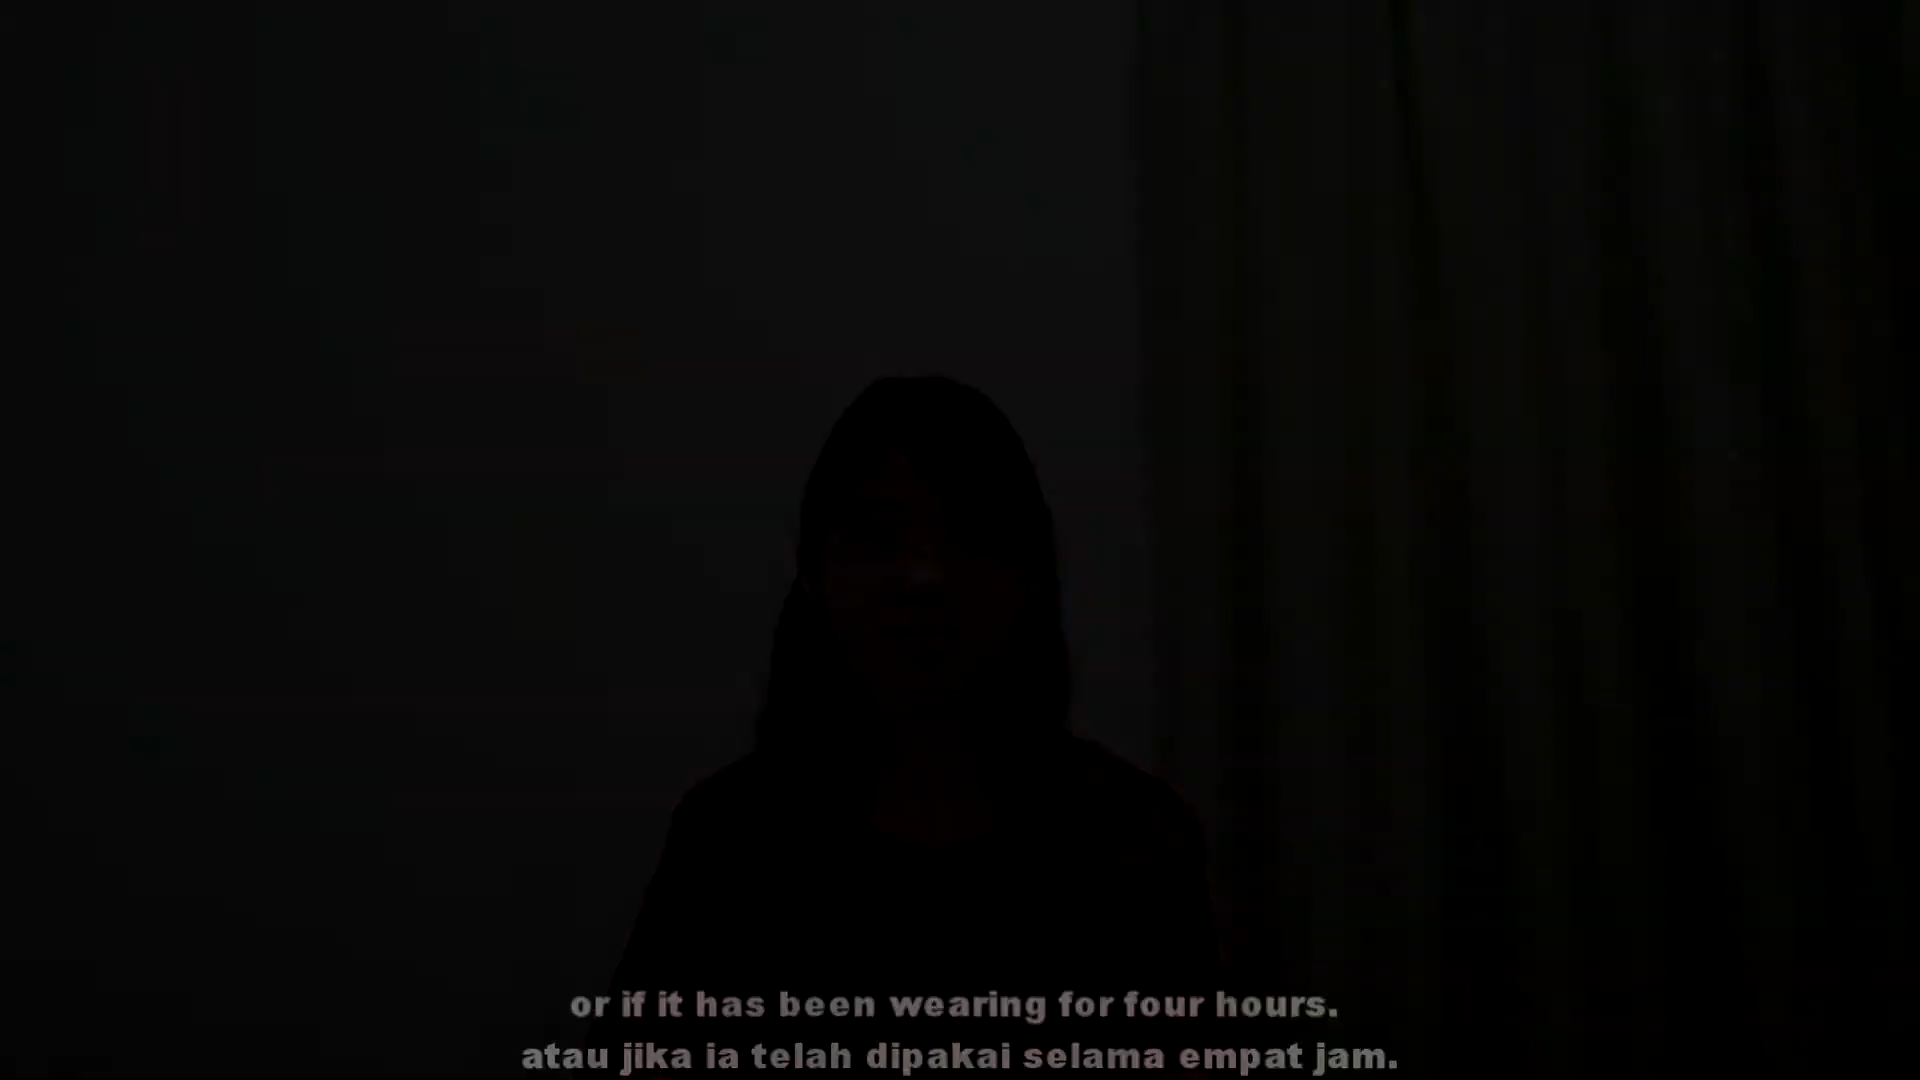 or if it has been wearing for four hours.
atau jika ia telah dipakai selama empat jam.